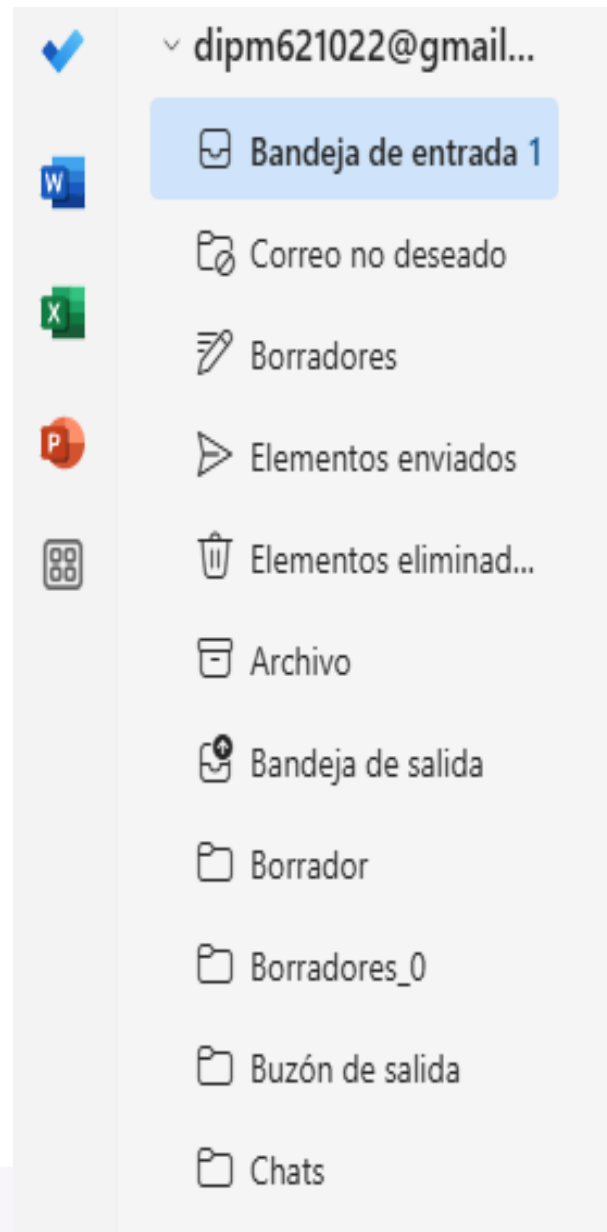 dipm621022@gmail...
Bandeja de entrada 1
W
Correo no deseado
X
Borradores
P
Elementos enviados
Elementos eliminad...
Archivo
Bandeja de salida
Borrador
Borradores_0
Buzón de salida
Chats